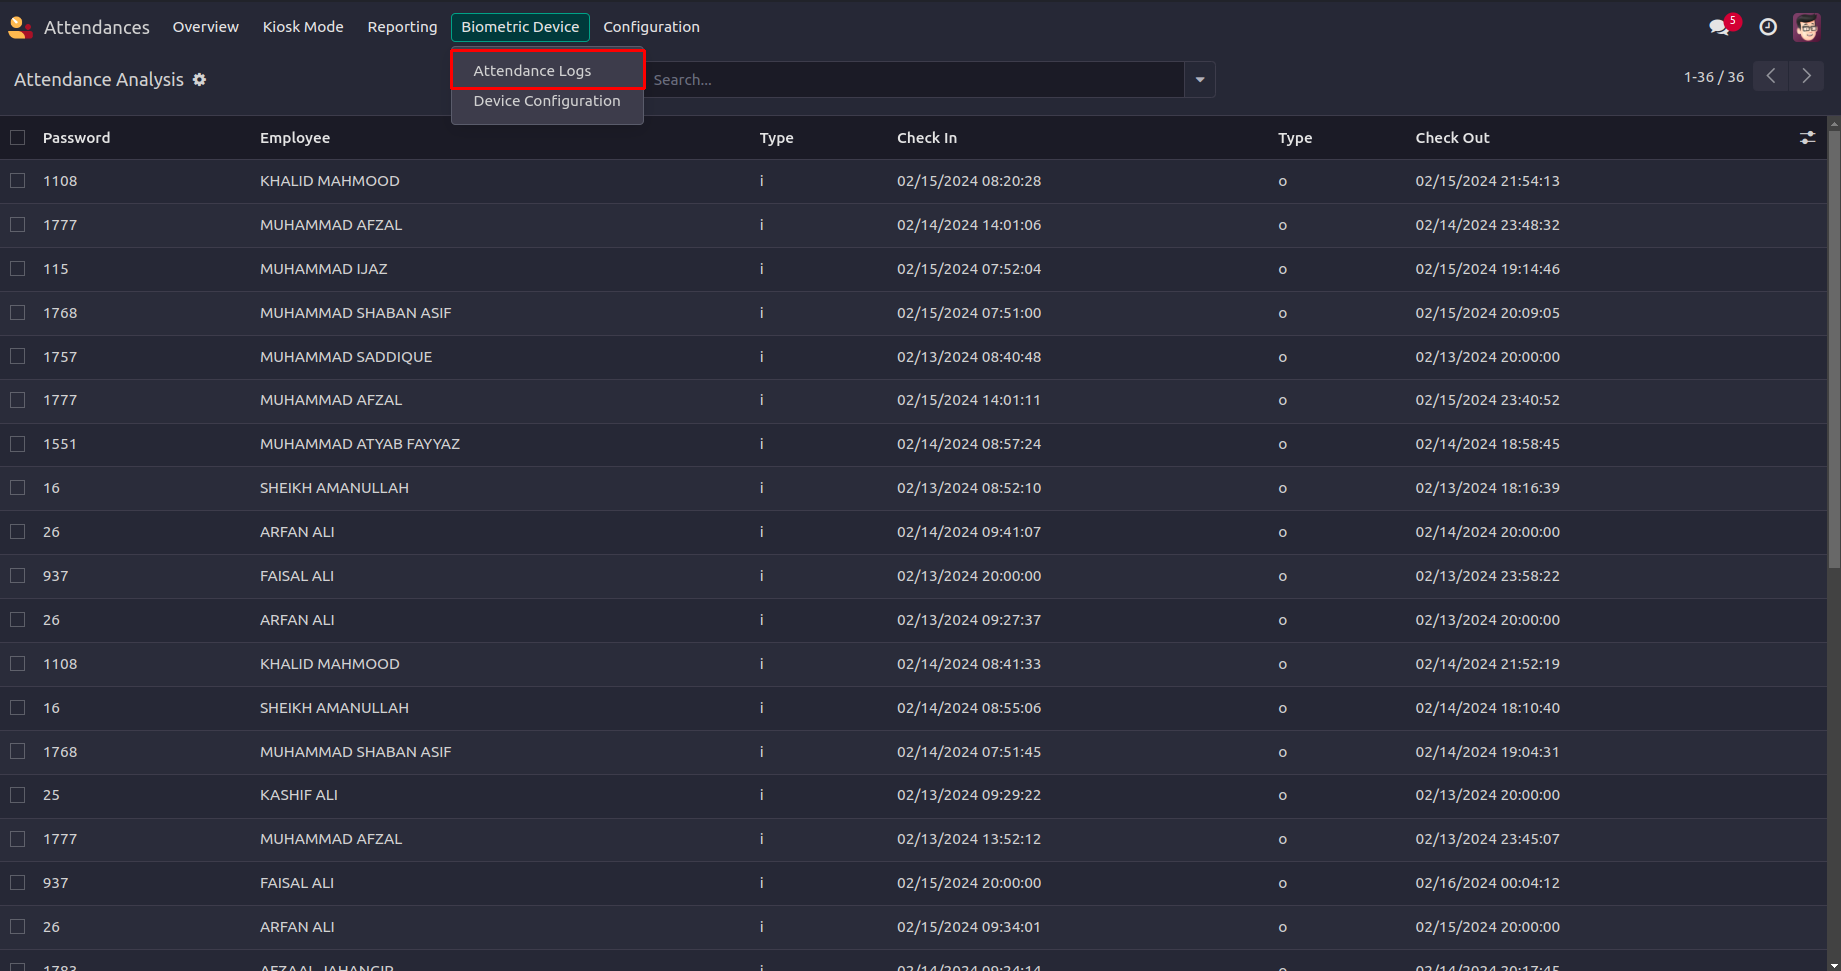 Attendances Overview Kiosk Mode Reporting Biometric Device Configuration 5
Attendance Logs
Attendance Analysis Search... 1-36 / 36
Device Configuration
Password Employee Type Check In Type Check Out
1108 KHALID MAHMOOD i 02/15/2024 08:20:28 o 02/15/2024 21:54:13
1777 MUHAMMAD AFZAL i 02/14/2024 14:01:06 o 02/14/2024 23:48:32
115 MUHAMMAD IJAZ i 02/15/2024 07:52:04 o 02/15/2024 19:14:46
1768 MUHAMMAD SHABAN ASIF i 02/15/2024 07:51:00 o 02/15/2024 20:09:05
1757 MUHAMMAD SADDIQUE i 02/13/2024 08:40:48 o 02/13/2024 20:00:00
1777 MUHAMMAD AFZAL i 02/15/2024 14:01:11 o 02/15/2024 23:40:52
1551 MUHAMMAD ATYAB FAYYAZ i 02/14/2024 08:57:24 o 02/14/2024 18:58:45
16 SHEIKH AMANULLAH i 02/13/2024 08:52:10 o 02/13/2024 18:16:39
26 ARFAN ALI i 02/14/2024 09:41:07 o 02/14/2024 20:00:00
937 FAISAL ALI i 02/13/2024 20:00:00 o 02/13/2024 23:58:22
26 ARFAN ALI i 02/13/2024 09:27:37 o 02/13/2024 20:00:00
1108 KHALID MAHMOOD i 02/14/2024 08:41:33 o 02/14/2024 21:52:19
16 SHEIKH AMANULLAH i 02/14/2024 08:55:06 o 02/14/2024 18:10:40
1768 MUHAMMAD SHABAN ASIF i 02/14/2024 07:51:45 o 02/14/2024 19:04:31
25 KASHIF ALI i 02/13/2024 09:29:22 o 02/13/2024 20:00:00
1777 MUHAMMAD AFZAL i 02/13/2024 13:52:12 o 02/13/2024 23:45:07
937 FAISAL ALI i 02/15/2024 20:00:00 o 02/16/2024 00:04:12
26 ARFAN ALI i 02/15/2024 09:34:01 o 02/15/2024 20:00:00